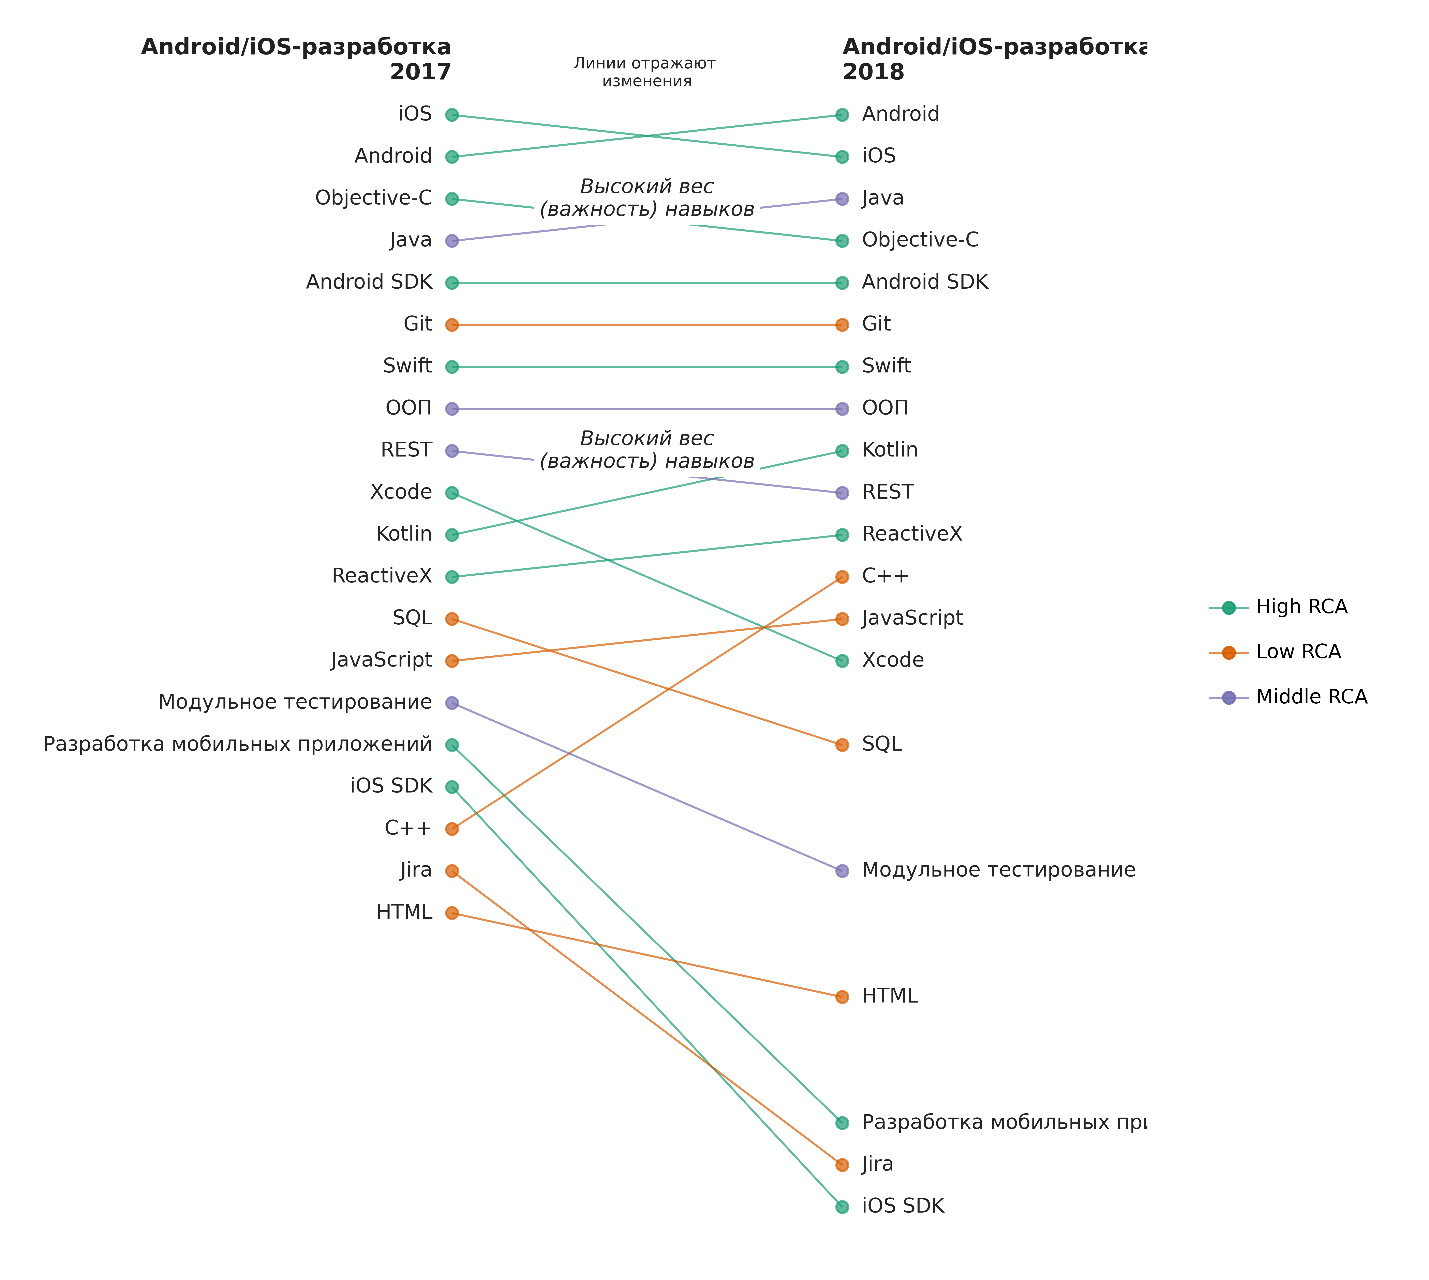 Android/iOS-разработка
2017
Линии отражают
изменения
Android/iOS-разработка
2018
iOS
Android
Android
iOS
Objective-C
Высокий вес
(важность) навыков
Java
Java
Objective-C
Android SDK
Android SDK
Git
Git
Swift
Swift
ООП
ООП
REST
Высокий вес
(важность) навыков
Kotlin
Xcode
REST
Kotlin
ReactiveX
ReactiveX
C++
SQL
JavaScript
JavaScript
Xcode
Модульное тестирование
Разработка мобильных приложений
SQL
iOS SDK
C++
Jira
Модульное тестирование
HTML
HTML
Разработка мобильных при
Jira
iOS SDK
High RCA
Low RCA
Middle RCA